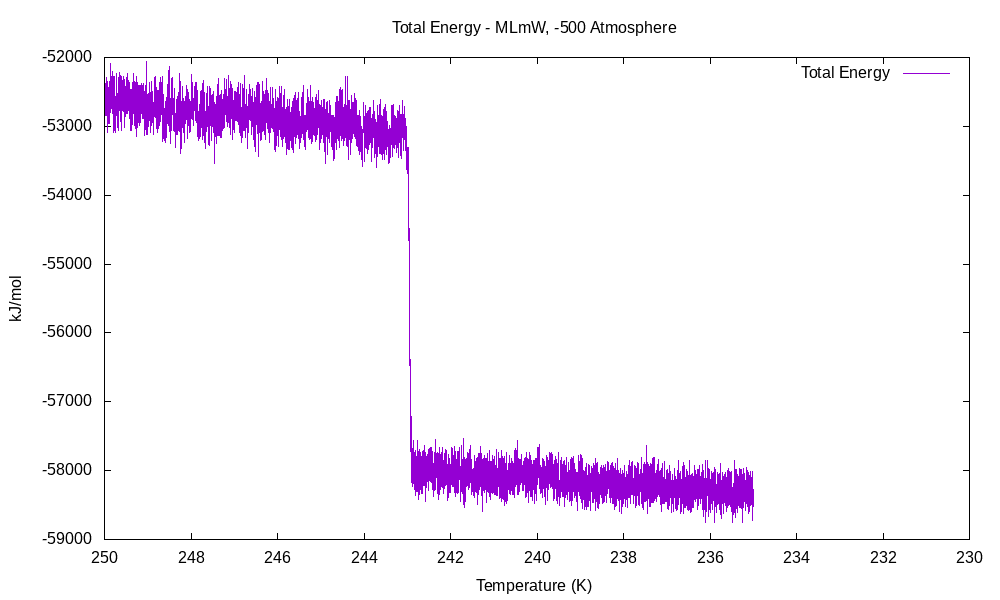 Total Energy - MLmW, -500 Atmosphere
Total Energy
-52000
-53000
-54000
-55000
-56000
-57000
-58000
-59000
kJ/mol
250 248 246 244 242 240 238 236 234 232 230
Temperature (K)